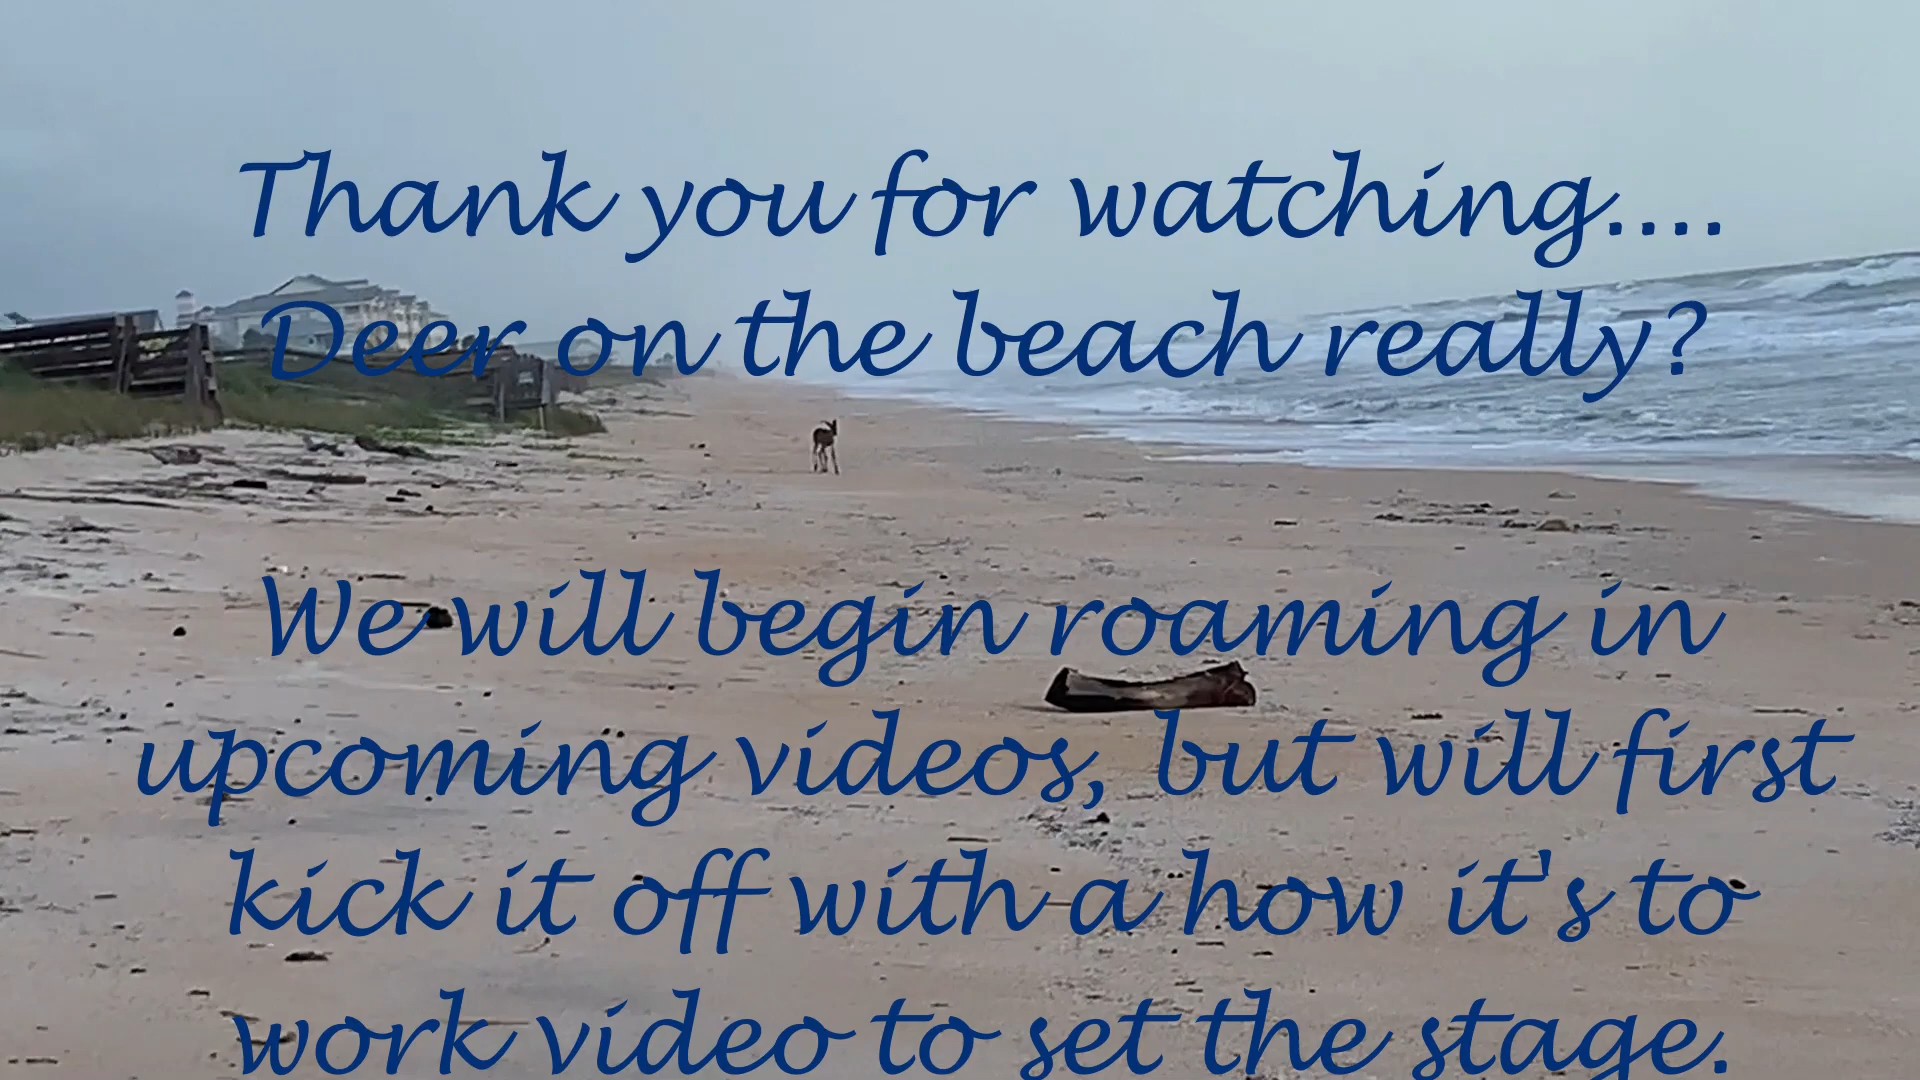 Thank you for watching....
Deer on the beach really?
We will begin roaming in
upcoming videos, but will first
kick it off with a how it's to
work video to set the stage.